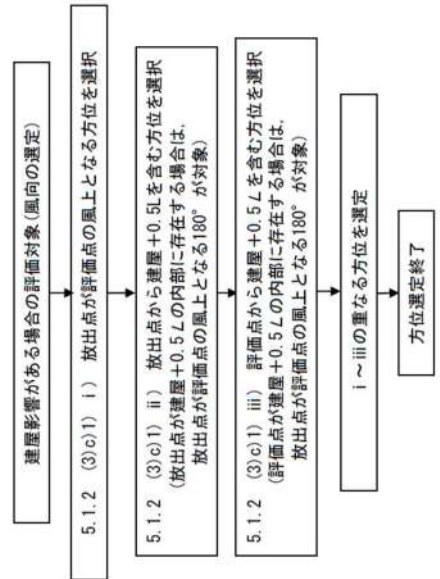 建屋影響がある場合の評価対象(風向の選定)
5.1.2 (3)c)1) ⅰ) 放出点が評価点の風上となる方位を選択
5.1.2 (3)c)1) ⅱ) 放出点から建屋+0.5Lを含む方位を選択
(放出点が建屋+0.5Lの内部に存在する場合は,
放出点が評価点の風上となる180°が対象)
5.1.2 (3)c)1) ⅲ) 評価点から建屋+0.5Lを含む方位を選択
(評価点が建屋+0.5Lの内部に存在する場合は,
放出点が評価点の風上となる180°が対象)
ⅰ~ⅲの重なる方位を選定
方位選定終了